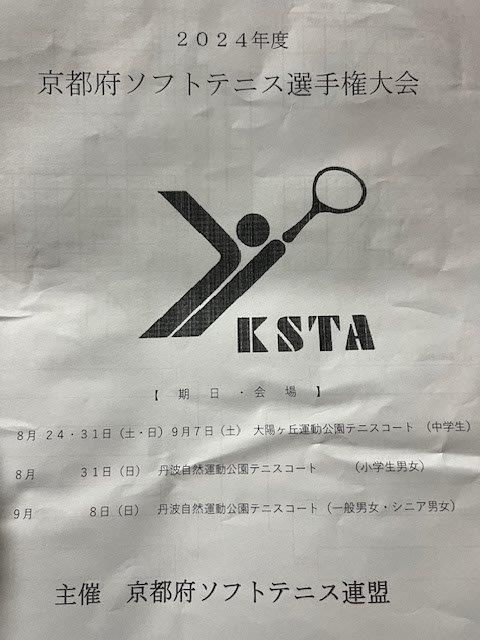 ２０２４年度
京都府ソフトテニス選手権大会
KSTA
【 期 日 ・ 会 場 】
８月 ２４・３１日（土・日）９月７日（土） 大陽ヶ丘運動公園テニスコート （中学生）
８月 ３１日（日） 丹波自然運動公園テニスコート （小学生男女）
９月 ８日（日） 丹波自然運動公園テニスコート（一般男女・シニア男女）
主催 京都府ソフトテニス連盟